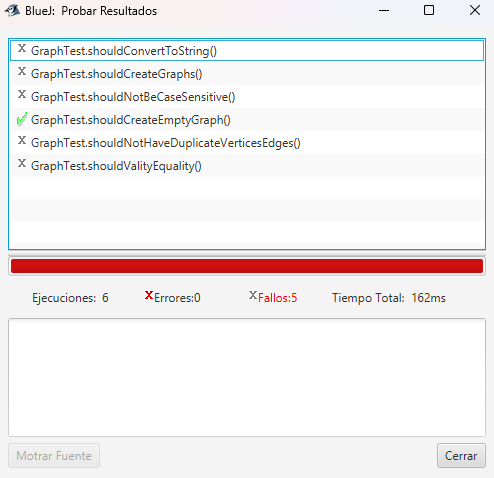 BlueJ: Probar Resultados
GraphTest.shouldConvertToString()
GraphTest.shouldCreateGraphs()
GraphTest.shouldNotBeCaseSensitive()
GraphTest.shouldCreateEmptyGraph()
GraphTest.shouldNotHaveDuplicateVerticesEdges()
GraphTest.shouldValityEquality()
Ejecuciones: 6 Errores:0 Fallos:5 Tiempo Total: 162ms
Motrar Fuente Cerrar